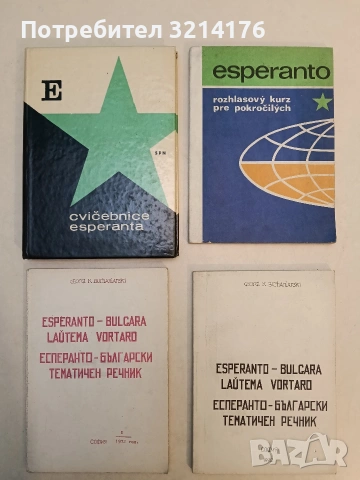 Потребител 3214176
E
cvičebnice
esperanta
esperanto
rozhlasový kurz
pre pokročilých
ESPERANTO - BULGARA
LAŬTEMA VORTARO
ЕСПЕРАНТО-БЪЛГАРСКИ
ТЕМАТИЧЕН РЕЧНИК
СОФИЯ
ESPERANTO - BULGARA
LAŬTEMA VORTARO
ЕСПЕРАНТО-БЪЛГАРСКИ
ТЕМАТИЧЕН РЕЧНИК
BAZAR